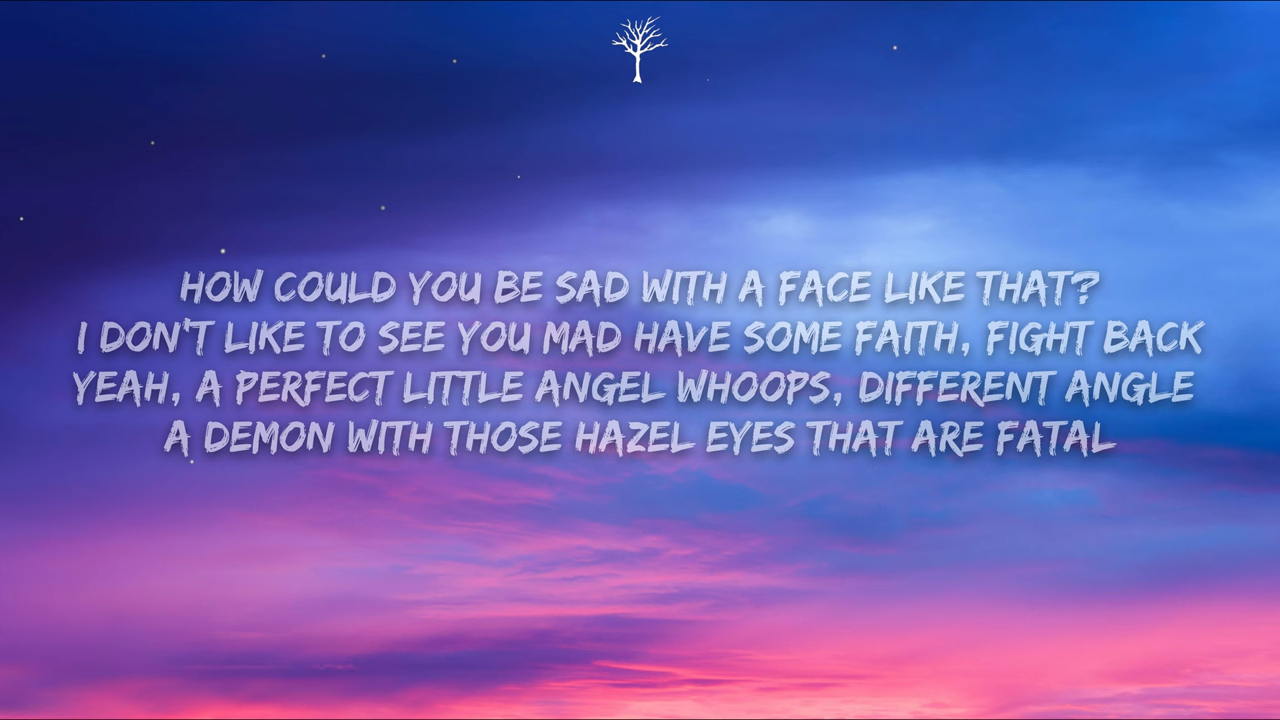 HOW COULD YOU BE SAD WITH A FACE LIKE THAT?
I DON'T LIKE TO SEE YOU MAD HAVE SOME FAITH, FIGHT BACK
YEAH, A PERFECT LITTLE ANGEL WHOOPS, DIFFERENT ANGLE
A DEMON WITH THOSE HAZEL EYES THAT ARE FATAL